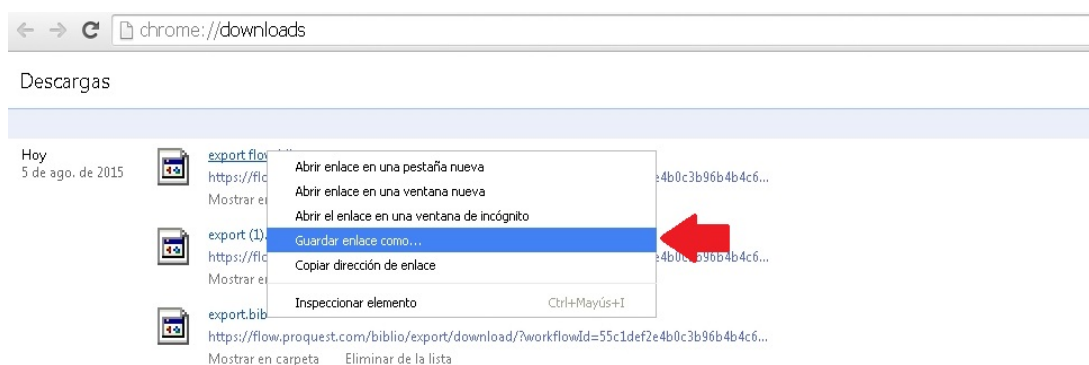 chrome://downloads
Descargas
Hoy
5 de ago. de 2015
export flow
https://flo
Mostrar en
Abrir enlace en una pestaña nueva
Abrir enlace en una ventana nueva
Abrir el enlace en una ventana de incógnito
Guardar enlace como...
Copiar dirección de enlace
Inspeccionar elemento Ctrl+Mayús+I
e4b0c3b96b4b4c6...
export (1).
https://flo
96b4b4c6...
Mostrar
export.bib
https://flow.proquest.com/biblio/export/download/?workflowId=55c1def2e4b0c3b96b4b4c6...
Mostrar en carpeta Eliminar de la lista